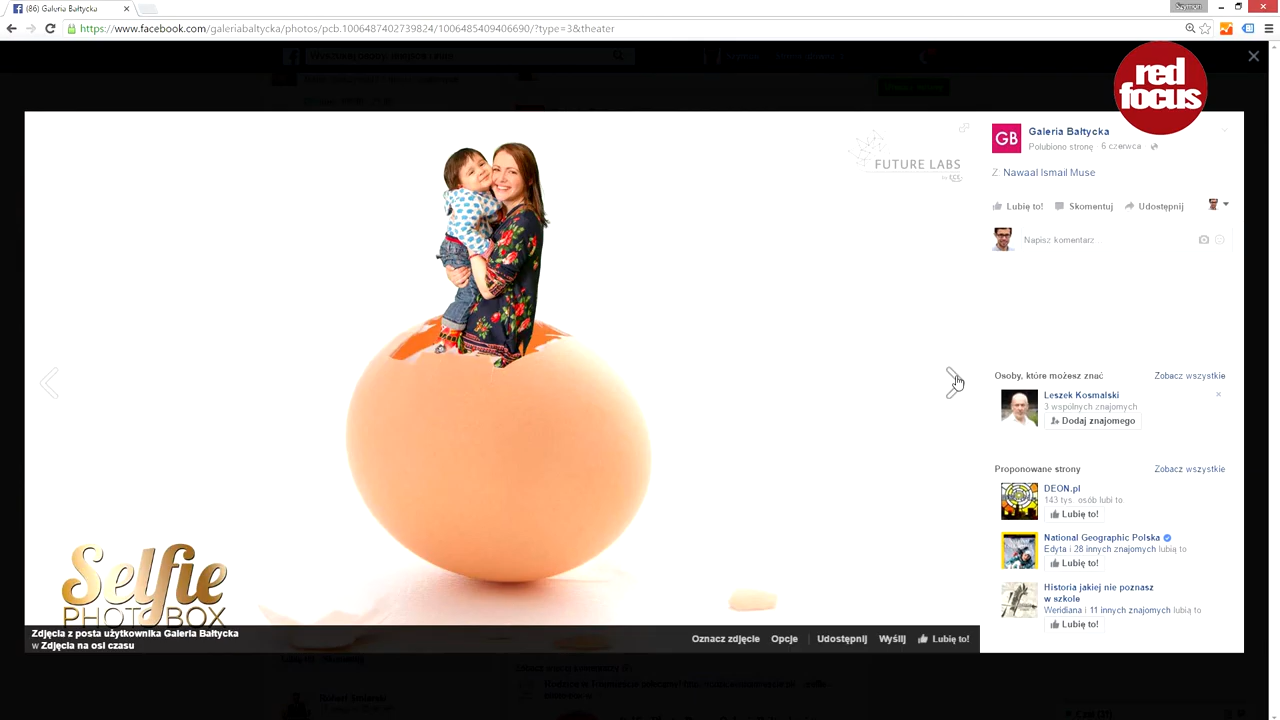 (86) Galeria Bałtycka
Szymon
https://www.facebook.com/galeriabaltycka/photos/pcb.1006487402739824/1006485409406690/?type=3&theater
red
focus
FUTURE LABS
GB
Galeria Bałtycka
Polubiono stronę 6 czerwca
Z Nawaal Ismail Muse
Lubię to! Skomentuj Udostępnij
Napisz komentarz...
Osoby, które możesz znać Zobacz wszystkie
Leszek Kosmalski
3 wspólnych znajomych
Dodaj znajomego
Proponowane strony Zobacz wszystkie
DEON.pl
143 tys. osób lubi to
Lubię to!
National Geographic Polska
Edyta i 28 innych znajomych lubią to
Lubię to!
Historia jakiej nie poznasz
w szkole
Weridiana i 11 innych znajomych lubią to
Lubię to!
Selfie
PHOTOBOX
Zdjęcia z posta użytkownika Galeria Bałtycka
w Zdjęcia na osi czasu
Oznacz zdjęcie Opcje Udostępnij Wyślij Lubię to!